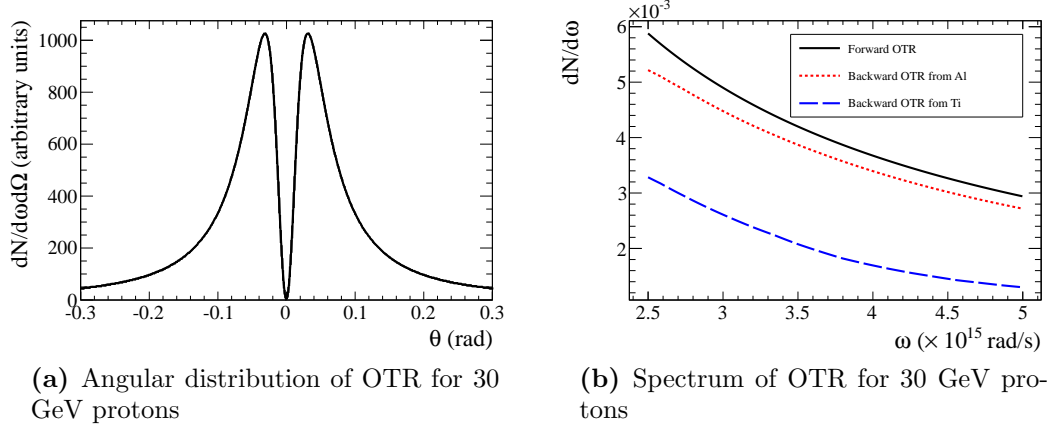 dN/dωdΩ (arbitrary units)
1000
800
600
400
200
0
-0.3 -0.2 -0.1 0 0.1 0.2 0.3
θ (rad)
(a) Angular distribution of OTR for 30
GeV protons
×10⁻³
dN/dω
6
5
4
3
2
Forward OTR
Backward OTR from Al
Backward OTR fom Ti
2.5 3 3.5 4 4.5 5
ω (× 10¹⁵ rad/s)
(b) Spectrum of OTR for 30 GeV pro-
tons